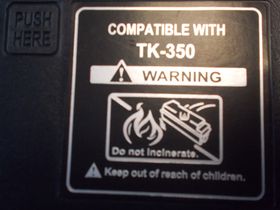 PUSH
HERE
COMPATIBLE WITH
TK-350
WARNING
Do not incinerate.
Keep out of reach of children.